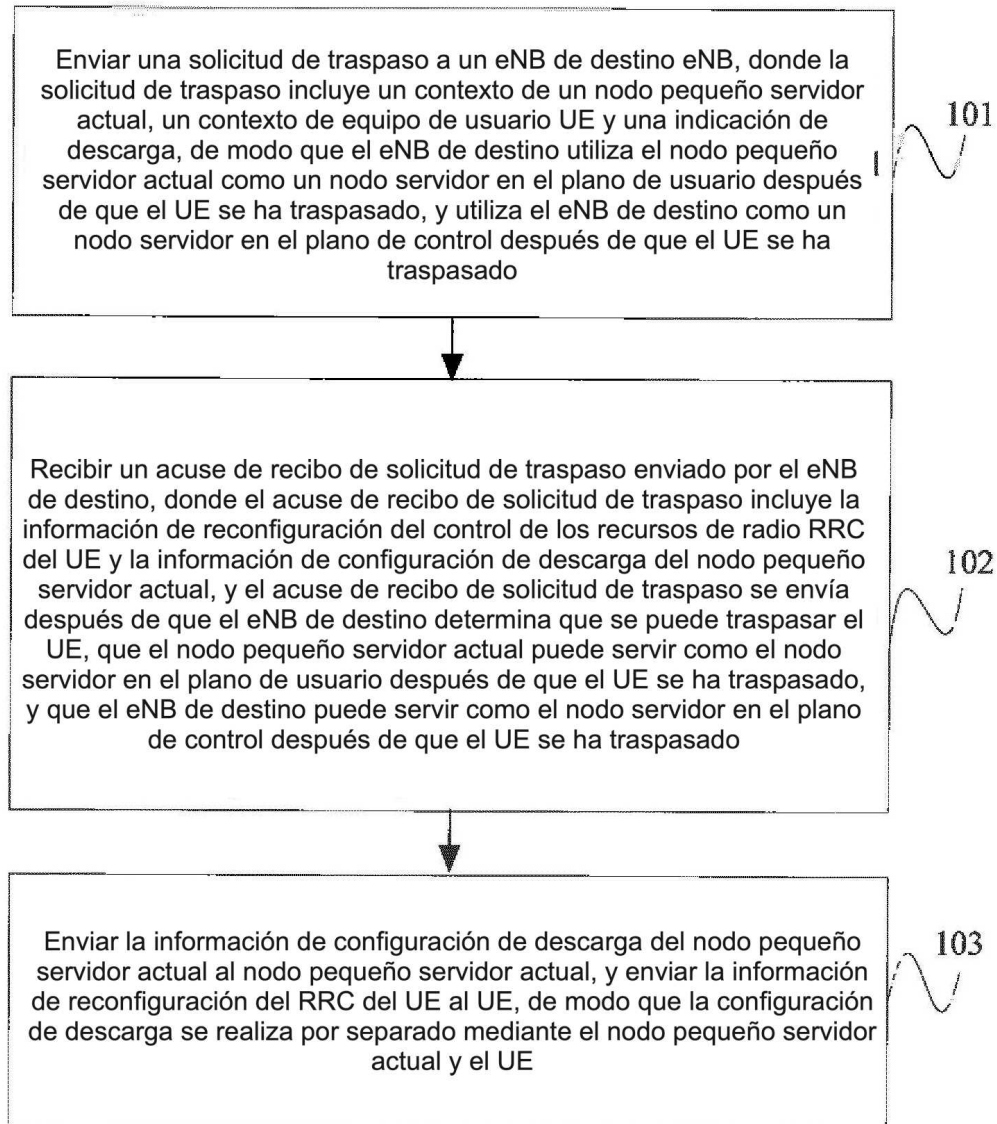 Enviar una solicitud de traspaso a un eNB de destino eNB, donde la
solicitud de traspaso incluye un contexto de un nodo pequeño servidor
actual, un contexto de equipo de usuario UE y una indicación de
descarga, de modo que el eNB de destino utiliza el nodo pequeño
servidor actual como un nodo servidor en el plano de usuario después
de que el UE se ha traspasado, y utiliza el eNB de destino como un
nodo servidor en el plano de control después de que el UE se ha
traspasado
101
Recibir un acuse de recibo de solicitud de traspaso enviado por el eNB
de destino, donde el acuse de recibo de solicitud de traspaso incluye la
información de reconfiguración del control de los recursos de radio RRC
del UE y la información de configuración de descarga del nodo pequeño
servidor actual, y el acuse de recibo de solicitud de traspaso se envía
después de que el eNB de destino determina que se puede traspasar el
UE, que el nodo pequeño servidor actual puede servir como el nodo
servidor en el plano de usuario después de que el UE se ha traspasado,
y que el eNB de destino puede servir como el nodo servidor en el plano
de control después de que el UE se ha traspasado
102
Enviar la información de configuración de descarga del nodo pequeño
servidor actual al nodo pequeño servidor actual, y enviar la información
de reconfiguración del RRC del UE al UE, de modo que la configuración
de descarga se realiza por separado mediante el nodo pequeño servidor
actual y el UE
103